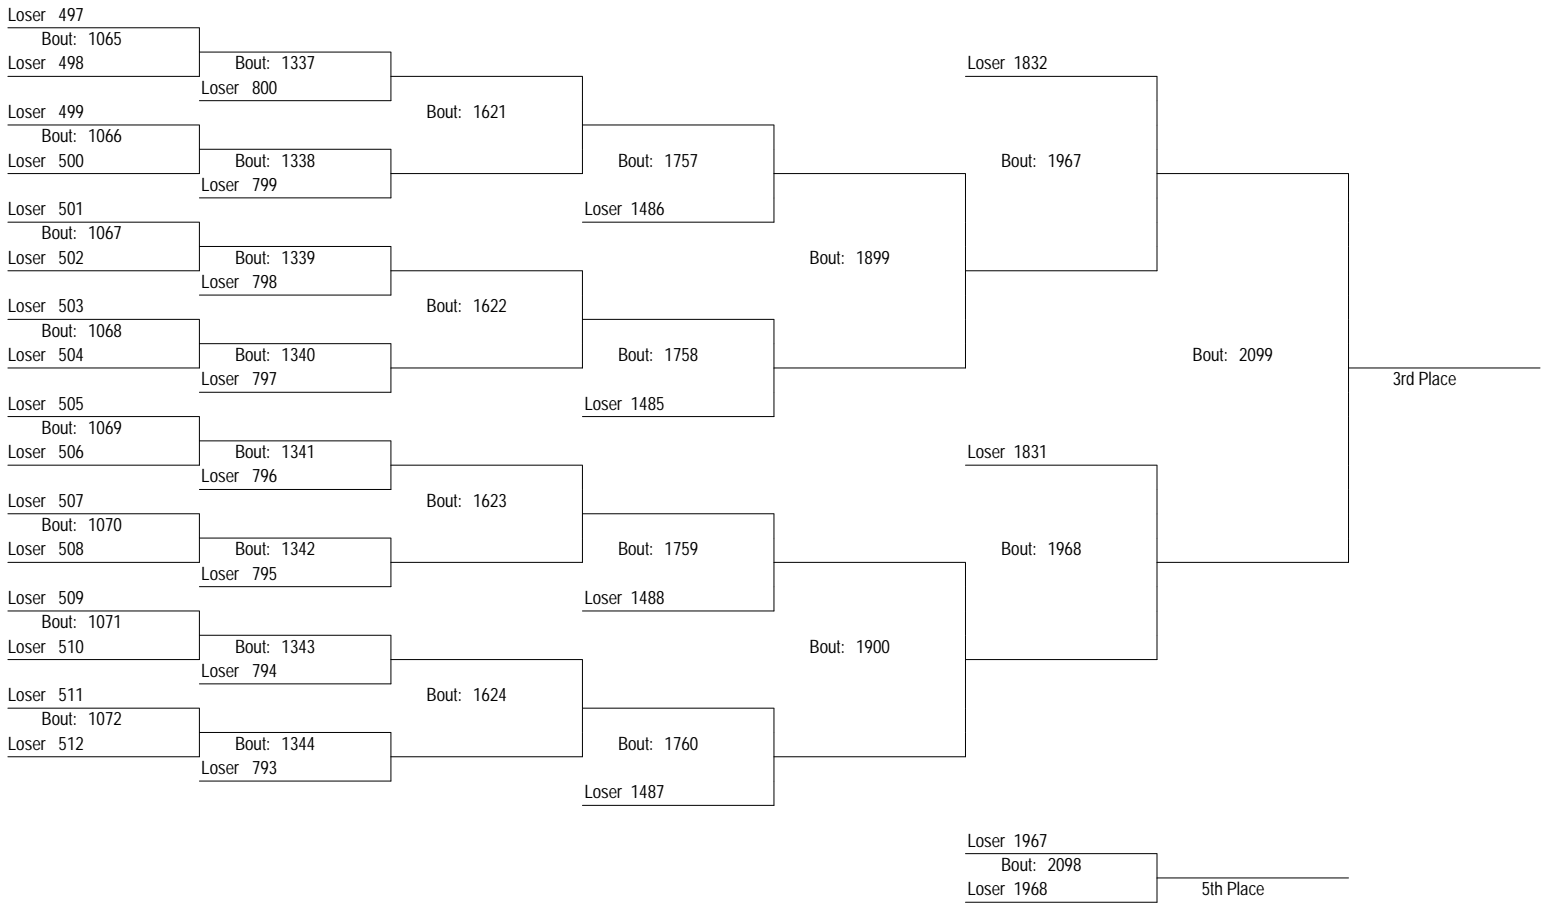 Loser 497
Bout: 1065
Loser 498
Bout: 1337
Loser 1832
Loser 800
Loser 499
Bout: 1621
Bout: 1066
Loser 500
Bout: 1338
Bout: 1757
Bout: 1967
Loser 799
Loser 501
Loser 1486
Bout: 1067
Loser 502
Bout: 1339
Bout: 1899
Loser 798
Loser 503
Bout: 1622
Bout: 1068
Loser 504
Bout: 1340
Bout: 1758
Bout: 2099
Loser 797
3rd Place
Loser 505
Loser 1485
Bout: 1069
Loser 506
Bout: 1341
Loser 1831
Loser 796
Loser 507
Bout: 1623
Bout: 1070
Loser 508
Bout: 1342
Bout: 1759
Bout: 1968
Loser 795
Loser 509
Loser 1488
Bout: 1071
Loser 510
Bout: 1343
Bout: 1900
Loser 794
Loser 511
Bout: 1624
Bout: 1072
Loser 512
Bout: 1344
Bout: 1760
Loser 793
Loser 1487
Loser 1967
Bout: 2098
Loser 1968
5th Place